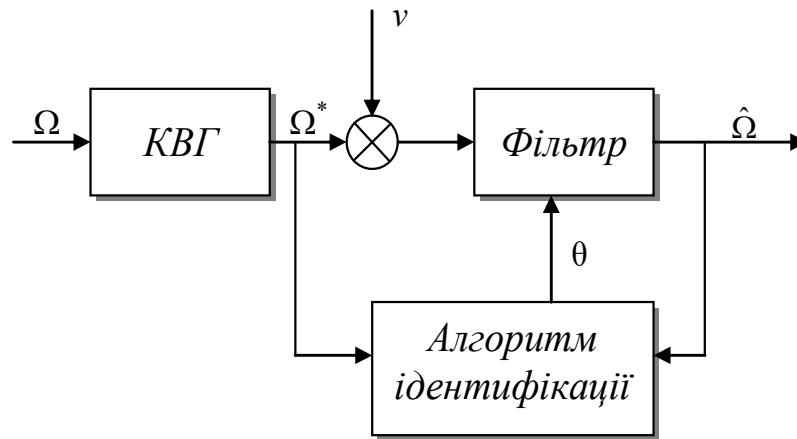 v
Ω
КВГ
Ω*
Фільтр
Ω̂
θ
Алгоритм
ідентифікації